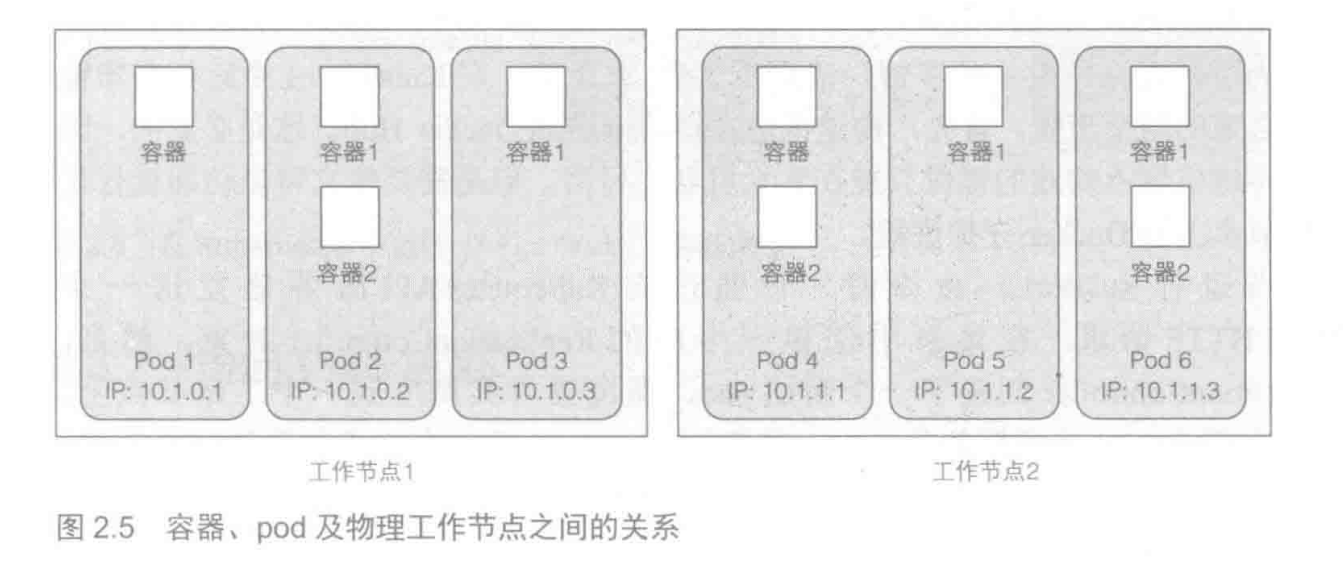 容器 容器1 容器1 容器 容器1 容器1
容器2 容器2 容器2
Pod 1 Pod 2 Pod 3 Pod 4 Pod 5 Pod 6
IP: 10.1.0.1 IP: 10.1.0.2 IP: 10.1.0.3 IP: 10.1.1.1 IP: 10.1.1.2 IP: 10.1.1.3
工作节点1 工作节点2
图 2.5 容器、pod 及物理工作节点之间的关系